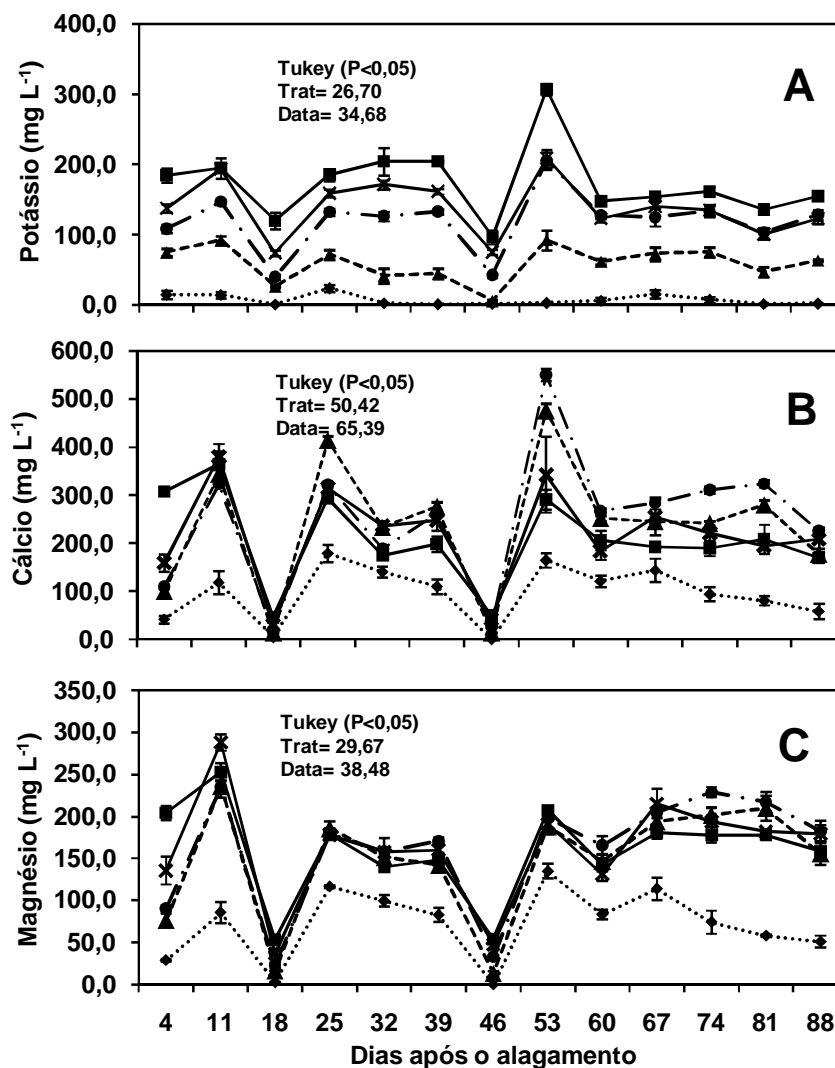 400,0
300,0
200,0
100,0
0,0
Potássio (mg L-1)
Tukey (P<0,05)
Trat= 26,70
Data= 34,68
A
600,0
500,0
400,0
300,0
200,0
100,0
0,0
Cálcio (mg L-1)
Tukey (P<0,05)
Trat= 50,42
Data= 65,39
B
350,0
300,0
250,0
200,0
150,0
100,0
50,0
0,0
Magnésio (mg L-1)
Tukey (P<0,05)
Trat= 29,67
Data= 38,48
C
4 11 18 25 32 39 46 53 60 67 74 81 88
Dias após o alagamento